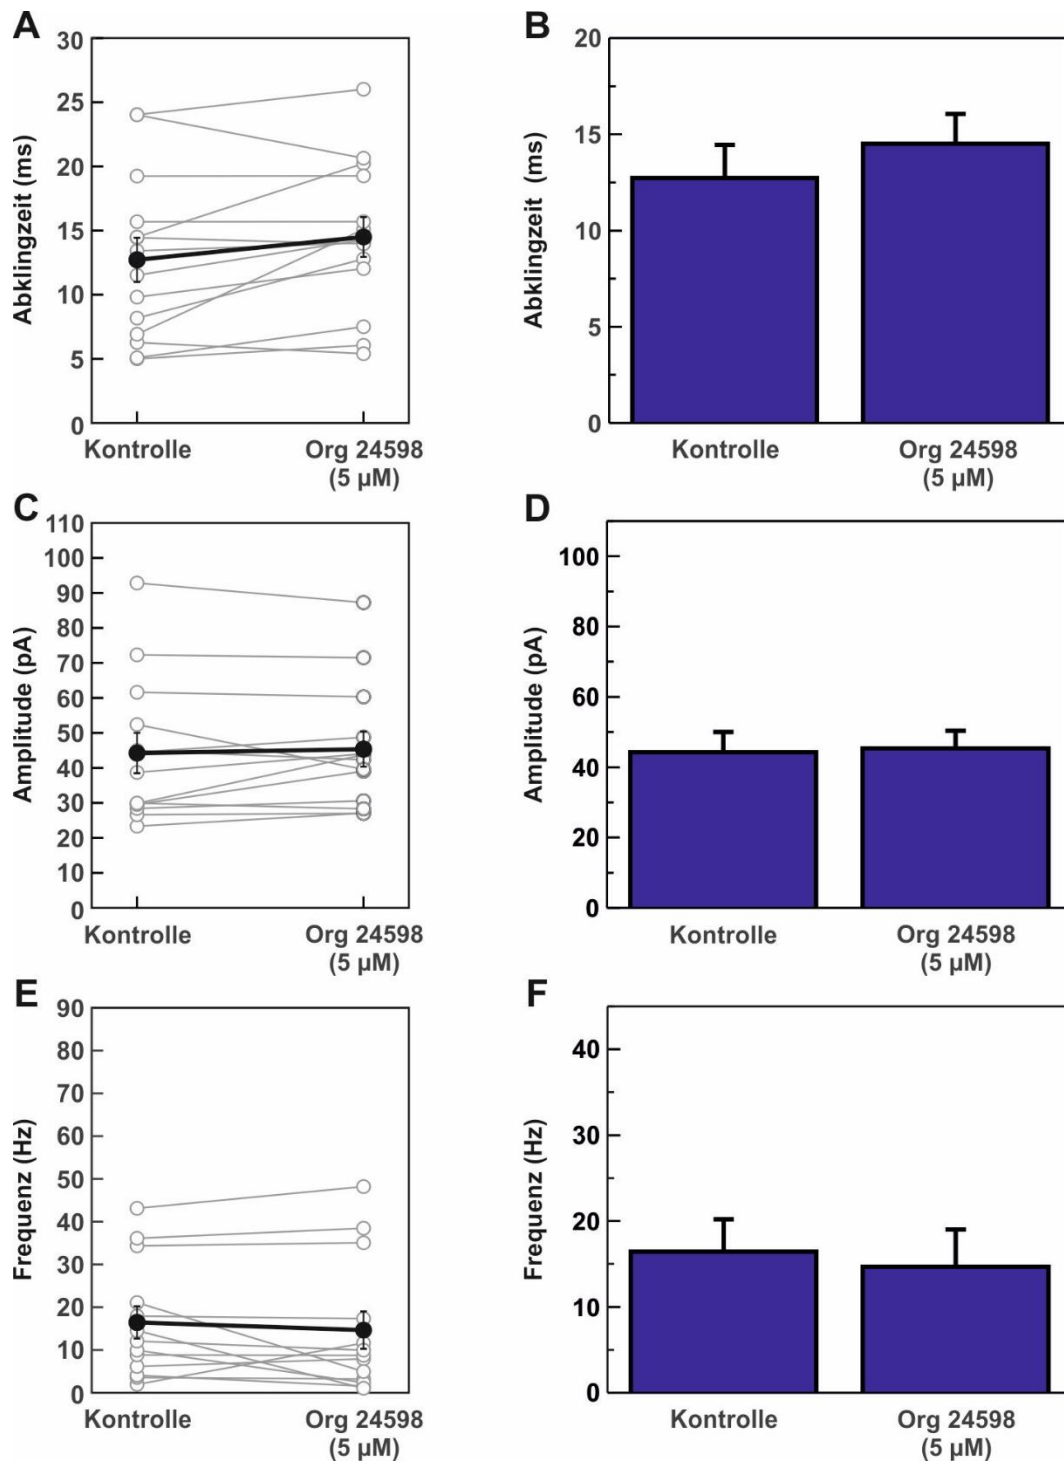 A
Abklingzeit (ms)
30
25
20
15
10
5
0
Kontrolle
Org 24598
(5 µM)
B
Abklingzeit (ms)
20
15
10
5
0
Kontrolle
Org 24598
(5 µM)
C
Amplitude (pA)
110
100
90
80
70
60
50
40
30
20
10
0
Kontrolle
Org 24598
(5 µM)
D
Amplitude (pA)
100
80
60
40
20
0
Kontrolle
Org 24598
(5 µM)
E
Frequenz (Hz)
90
80
70
60
50
40
30
20
10
0
Kontrolle
Org 24598
(5 µM)
F
Frequenz (Hz)
40
30
20
10
0
Kontrolle
Org 24598
(5 µM)